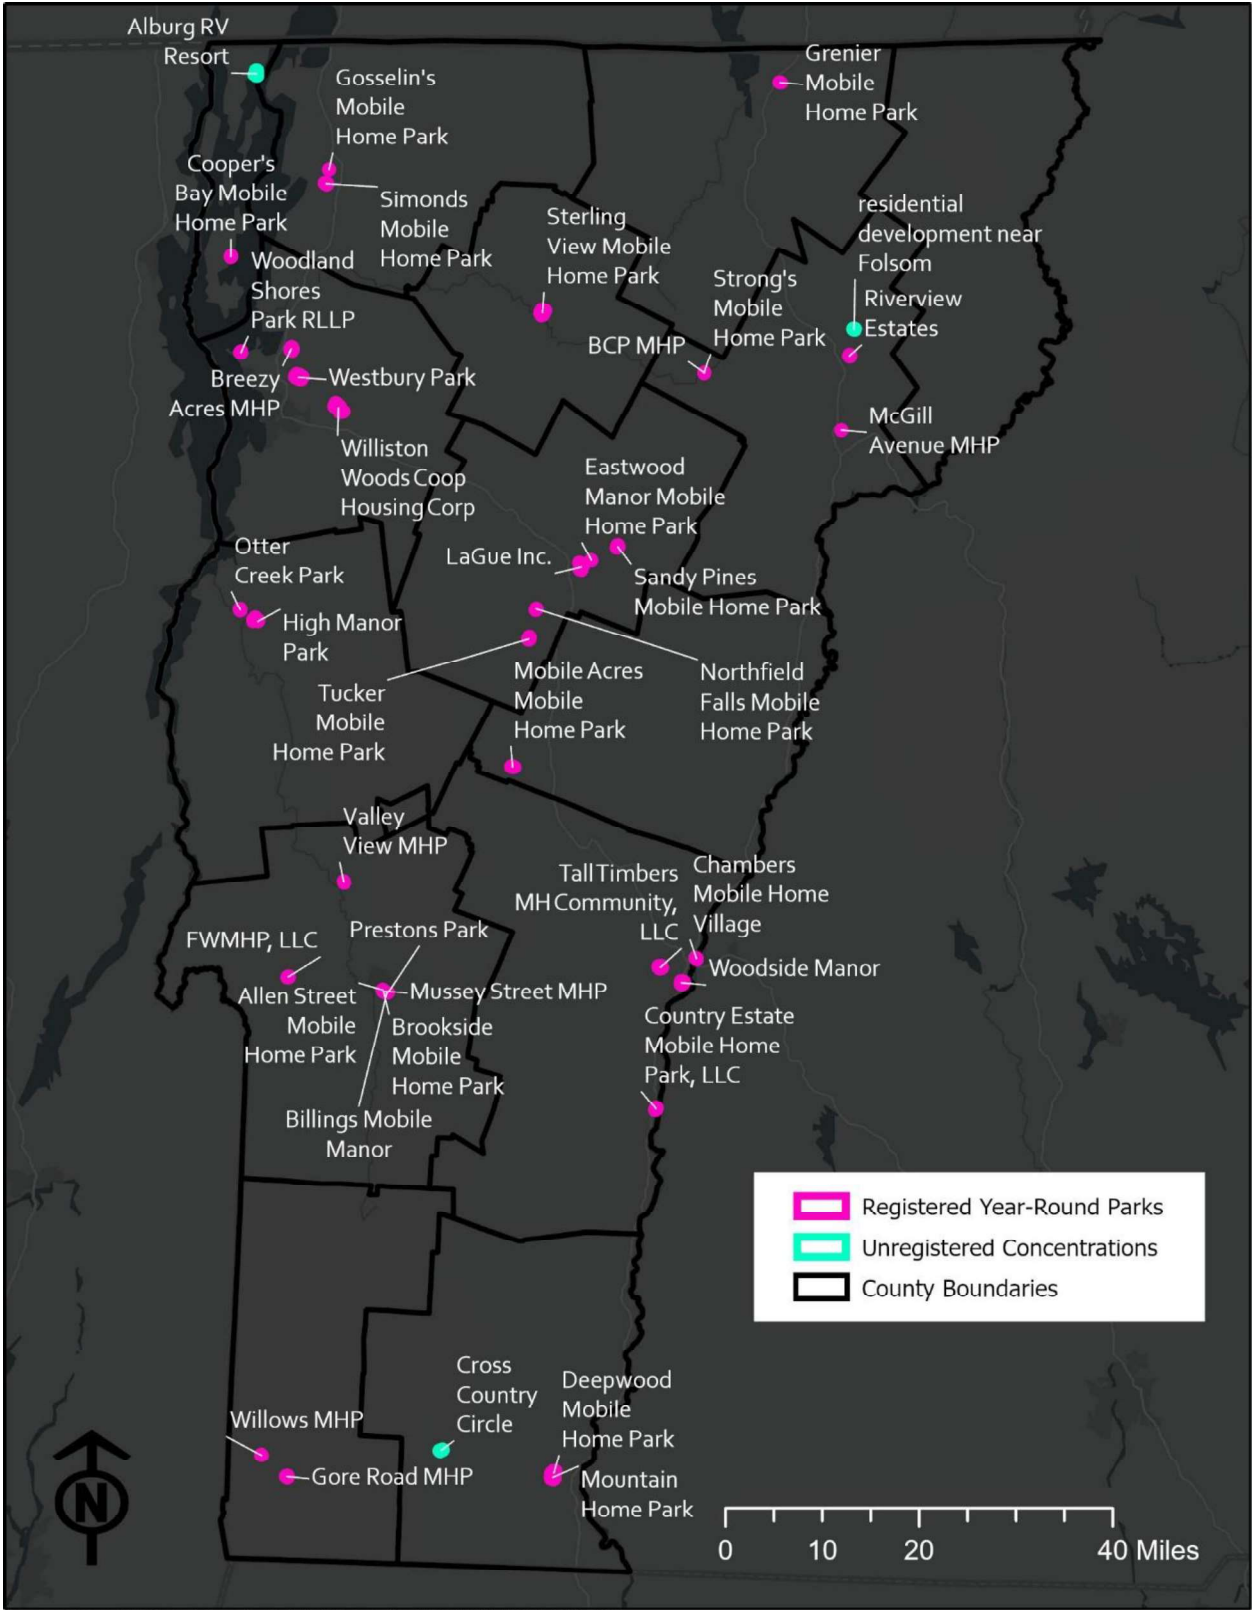 Alburg RV
Resort
Gosselin's
Mobile
Home Park
Grenier
Mobile
Home Park
Cooper's
Bay Mobile
Home Park
Simonds
Mobile
Home Park
Sterling
View Mobile
Home Park
residential
development near
Folsom
Woodland
Shores
Park RLLP
Strong's
Mobile
Home Park
Riverview
Estates
BCP MHP
Breezy
Acres MHP
Westbury Park
McGill
Avenue MHP
Williston
Woods Coop
Housing Corp
Eastwood
Manor Mobile
Home Park
Otter
Creek Park
LaGue Inc.
Sandy Pines
Mobile Home Park
High Manor
Park
Tucker
Mobile
Home Park
Mobile Acres
Mobile
Home Park
Northfield
Falls Mobile
Home Park
Valley
View MHP
Tall Timbers
MH Community,
LLC
Chambers
Mobile Home
Village
Prestons Park
FWMHP, LLC
Woodside Manor
Allen Street
Mobile
Home Park
Mussey Street MHP
Brookside
Mobile
Home Park
Country Estate
Mobile Home
Park, LLC
Billings Mobile
Manor
Registered Year-Round Parks
Unregistered Concentrations
County Boundaries
Cross
Country
Circle
Deepwood
Mobile
Home Park
Willows MHP
Gore Road MHP
Mountain
Home Park
N
0 10 20 40 Miles